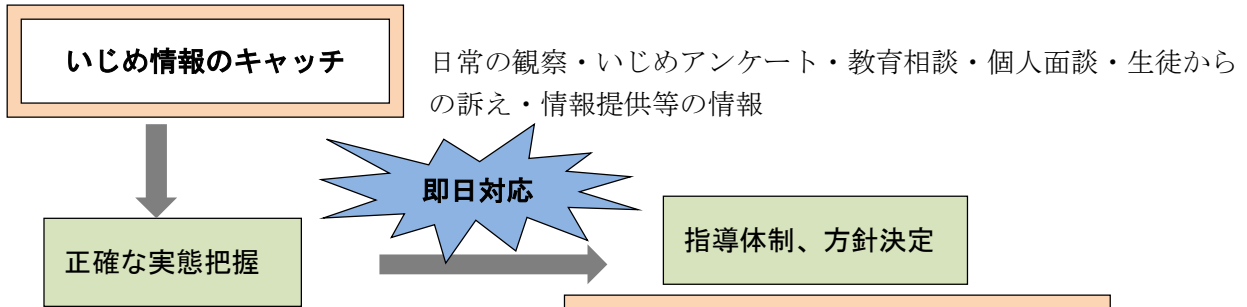 いじめ情報のキャッチ
日常の観察・いじめアンケート・教育相談・個人面談・生徒から
の訴え・情報提供等の情報
即日対応
正確な実態把握
指導体制、方針決定